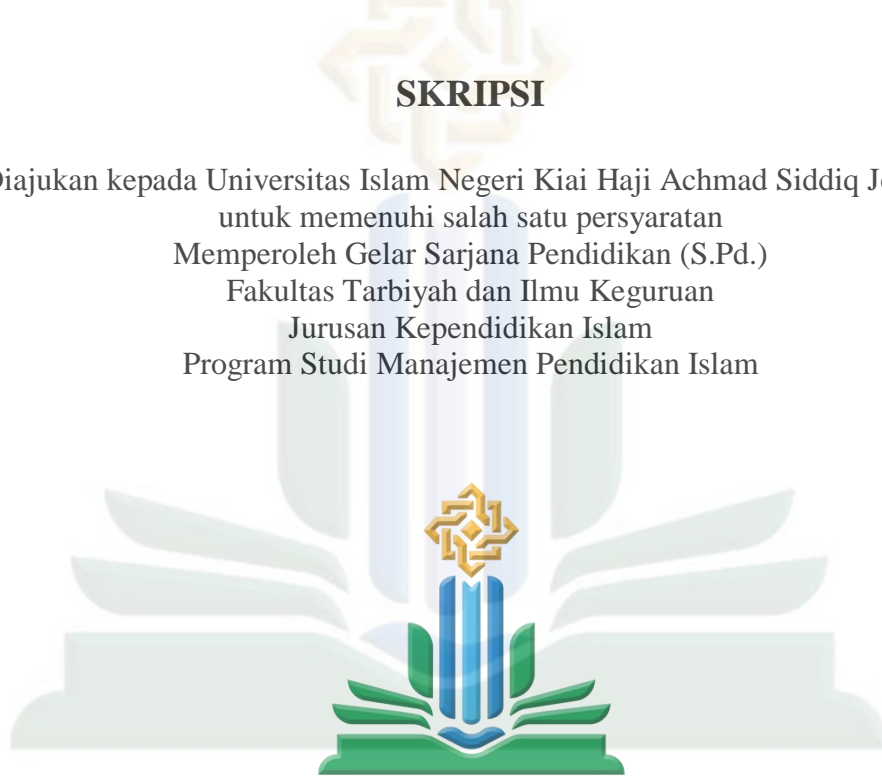 SKRIPSI
Diajukan kepada Universitas Islam Negeri Kiai Haji Achmad Siddiq
untuk memenuhi salah satu persyaratan
Memperoleh Gelar Sarjana Pendidikan (S.Pd.)
Fakultas Tarbiyah dan Ilmu Keguruan
Jurusan Kependidikan Islam
Program Studi Manajemen Pendidikan Islam